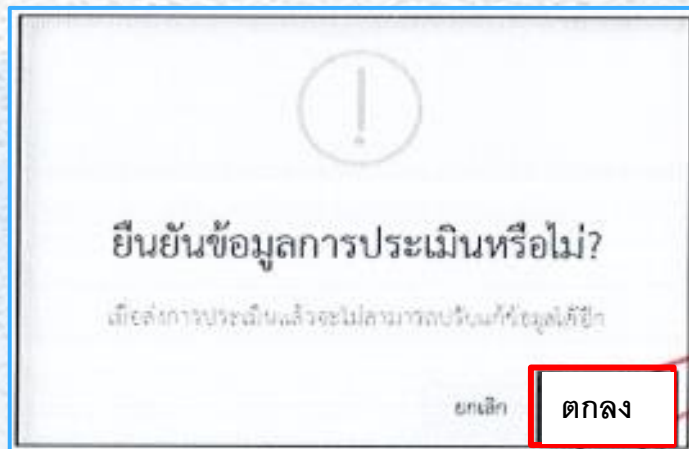 ยืนยันข้อมูลการประเมินหรือไม่?
เมื่อส่งการประเมินแล้วจะไม่สามารถปรับแก้ข้อมูลได้อีก
ยกเลิก ตกลง